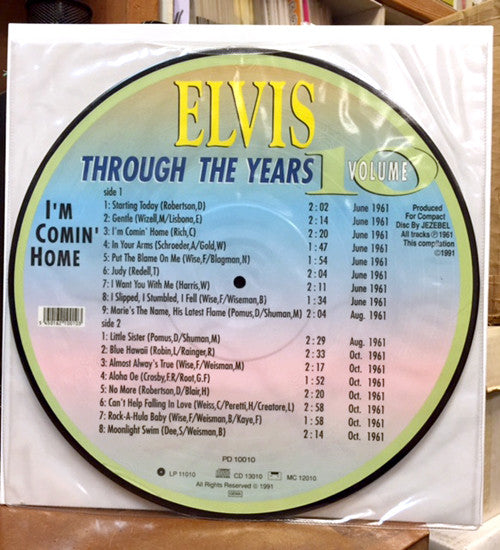 ELVIS
THROUGH THE YEARS
VOLUME 10
I'M
COMIN'
HOME
side 1
1: Starting Today (Robertson,D) 2:02 June 1961
2: Gentle (Wizell,M/Lisbona,E) 2:14 June 1961
3: I'm Comin' Home (Rich,C) 2:20 June 1961
4: In Your Arms (Schroeder,A/Gold,W) 1:47 June 1961
5: Put The Blame On Me (Wise,F/Blagman,N) 1:54 June 1961
6: Judy (Redell,T) 2:04 June 1961
7: I Want You With Me (Harris,W) 2:11 June 1961
8: I Slipped, I Stumbled, I Fell (Wise,F/Wiseman,B) 1:34 June 1961
9: Marie's The Name, His Latest Flame (Pomus,D/Shuman,M) 2:04 Aug. 1961
side 2
1: Little Sister (Pomus,D/Shuman,M) 2:29 Aug. 1961
2: Blue Hawaii (Robin,L/Rainger,R) 2:33 Oct. 1961
3: Almost Alway's True (Wise,F/Weisman,M) 2:17 Oct. 1961
4: Aloha Oe (Crosby,F.R/Root,G.F) 1:52 Oct. 1961
5: No More (Robertson,D/Blair,H) 2:20 Oct. 1961
6: Can't Help Falling In Love (Weiss,C/Peretti,H/Creatore,L) 2:58 Oct. 1961
7: Rock-A-Hula Baby (Wise,F/Weisman,B/Kaye,F) 1:58 Oct. 1961
8: Moonlight Swim (Dee,S/Weisman,B) 2:14 Oct. 1961
Produced
For Compact
Disc By JEZEBEL
All tracks ℗1961
This compilation
©1991
PD 10010
LP 11010 CD 13010 MC 12010
All Rights Reserved © 1991